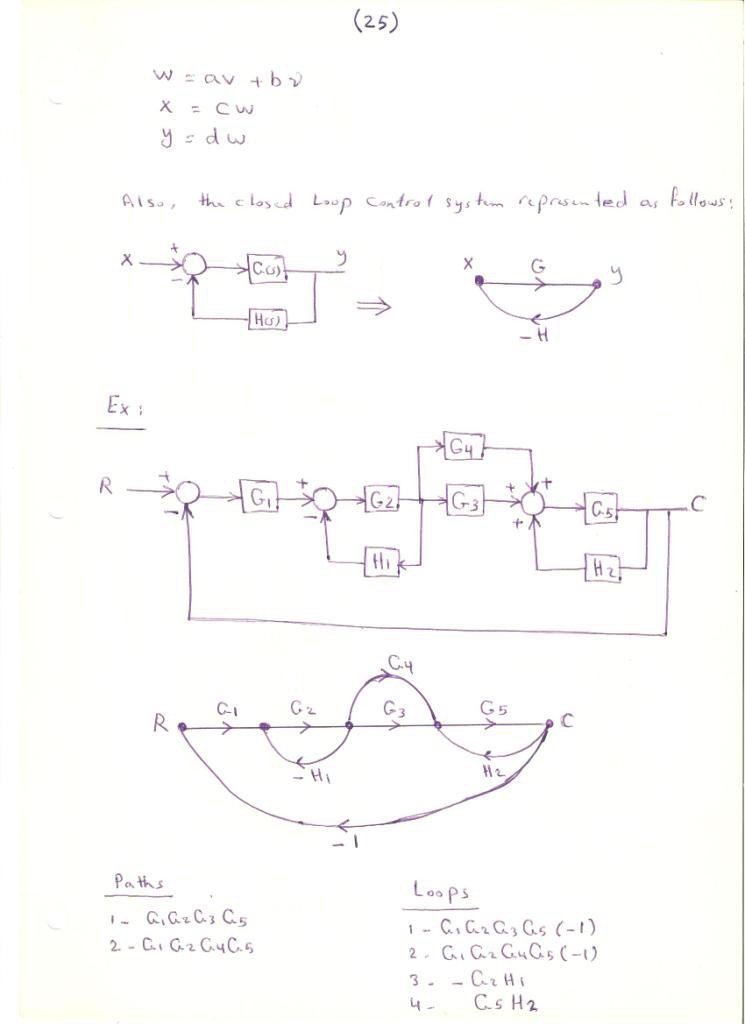 (25)
w = av + bv
x = cw
y = dw
Also, the closed Loop control system represented as follows:
X + - G(s) y
H(s)
⇒
X G y
-H
Ex:
G4
R + - G1 + - G2 G3 + + + G5 C
H1 H2
G4
R G1 G2 G3 G5 C
-H1 H2
-1
Paths
1- G1G2G3G5
2- G1G2G4G5
Loops
1- G1G2G3G5(-1)
2. G1G2G4G5(-1)
3. - G2H1
4- G5H2